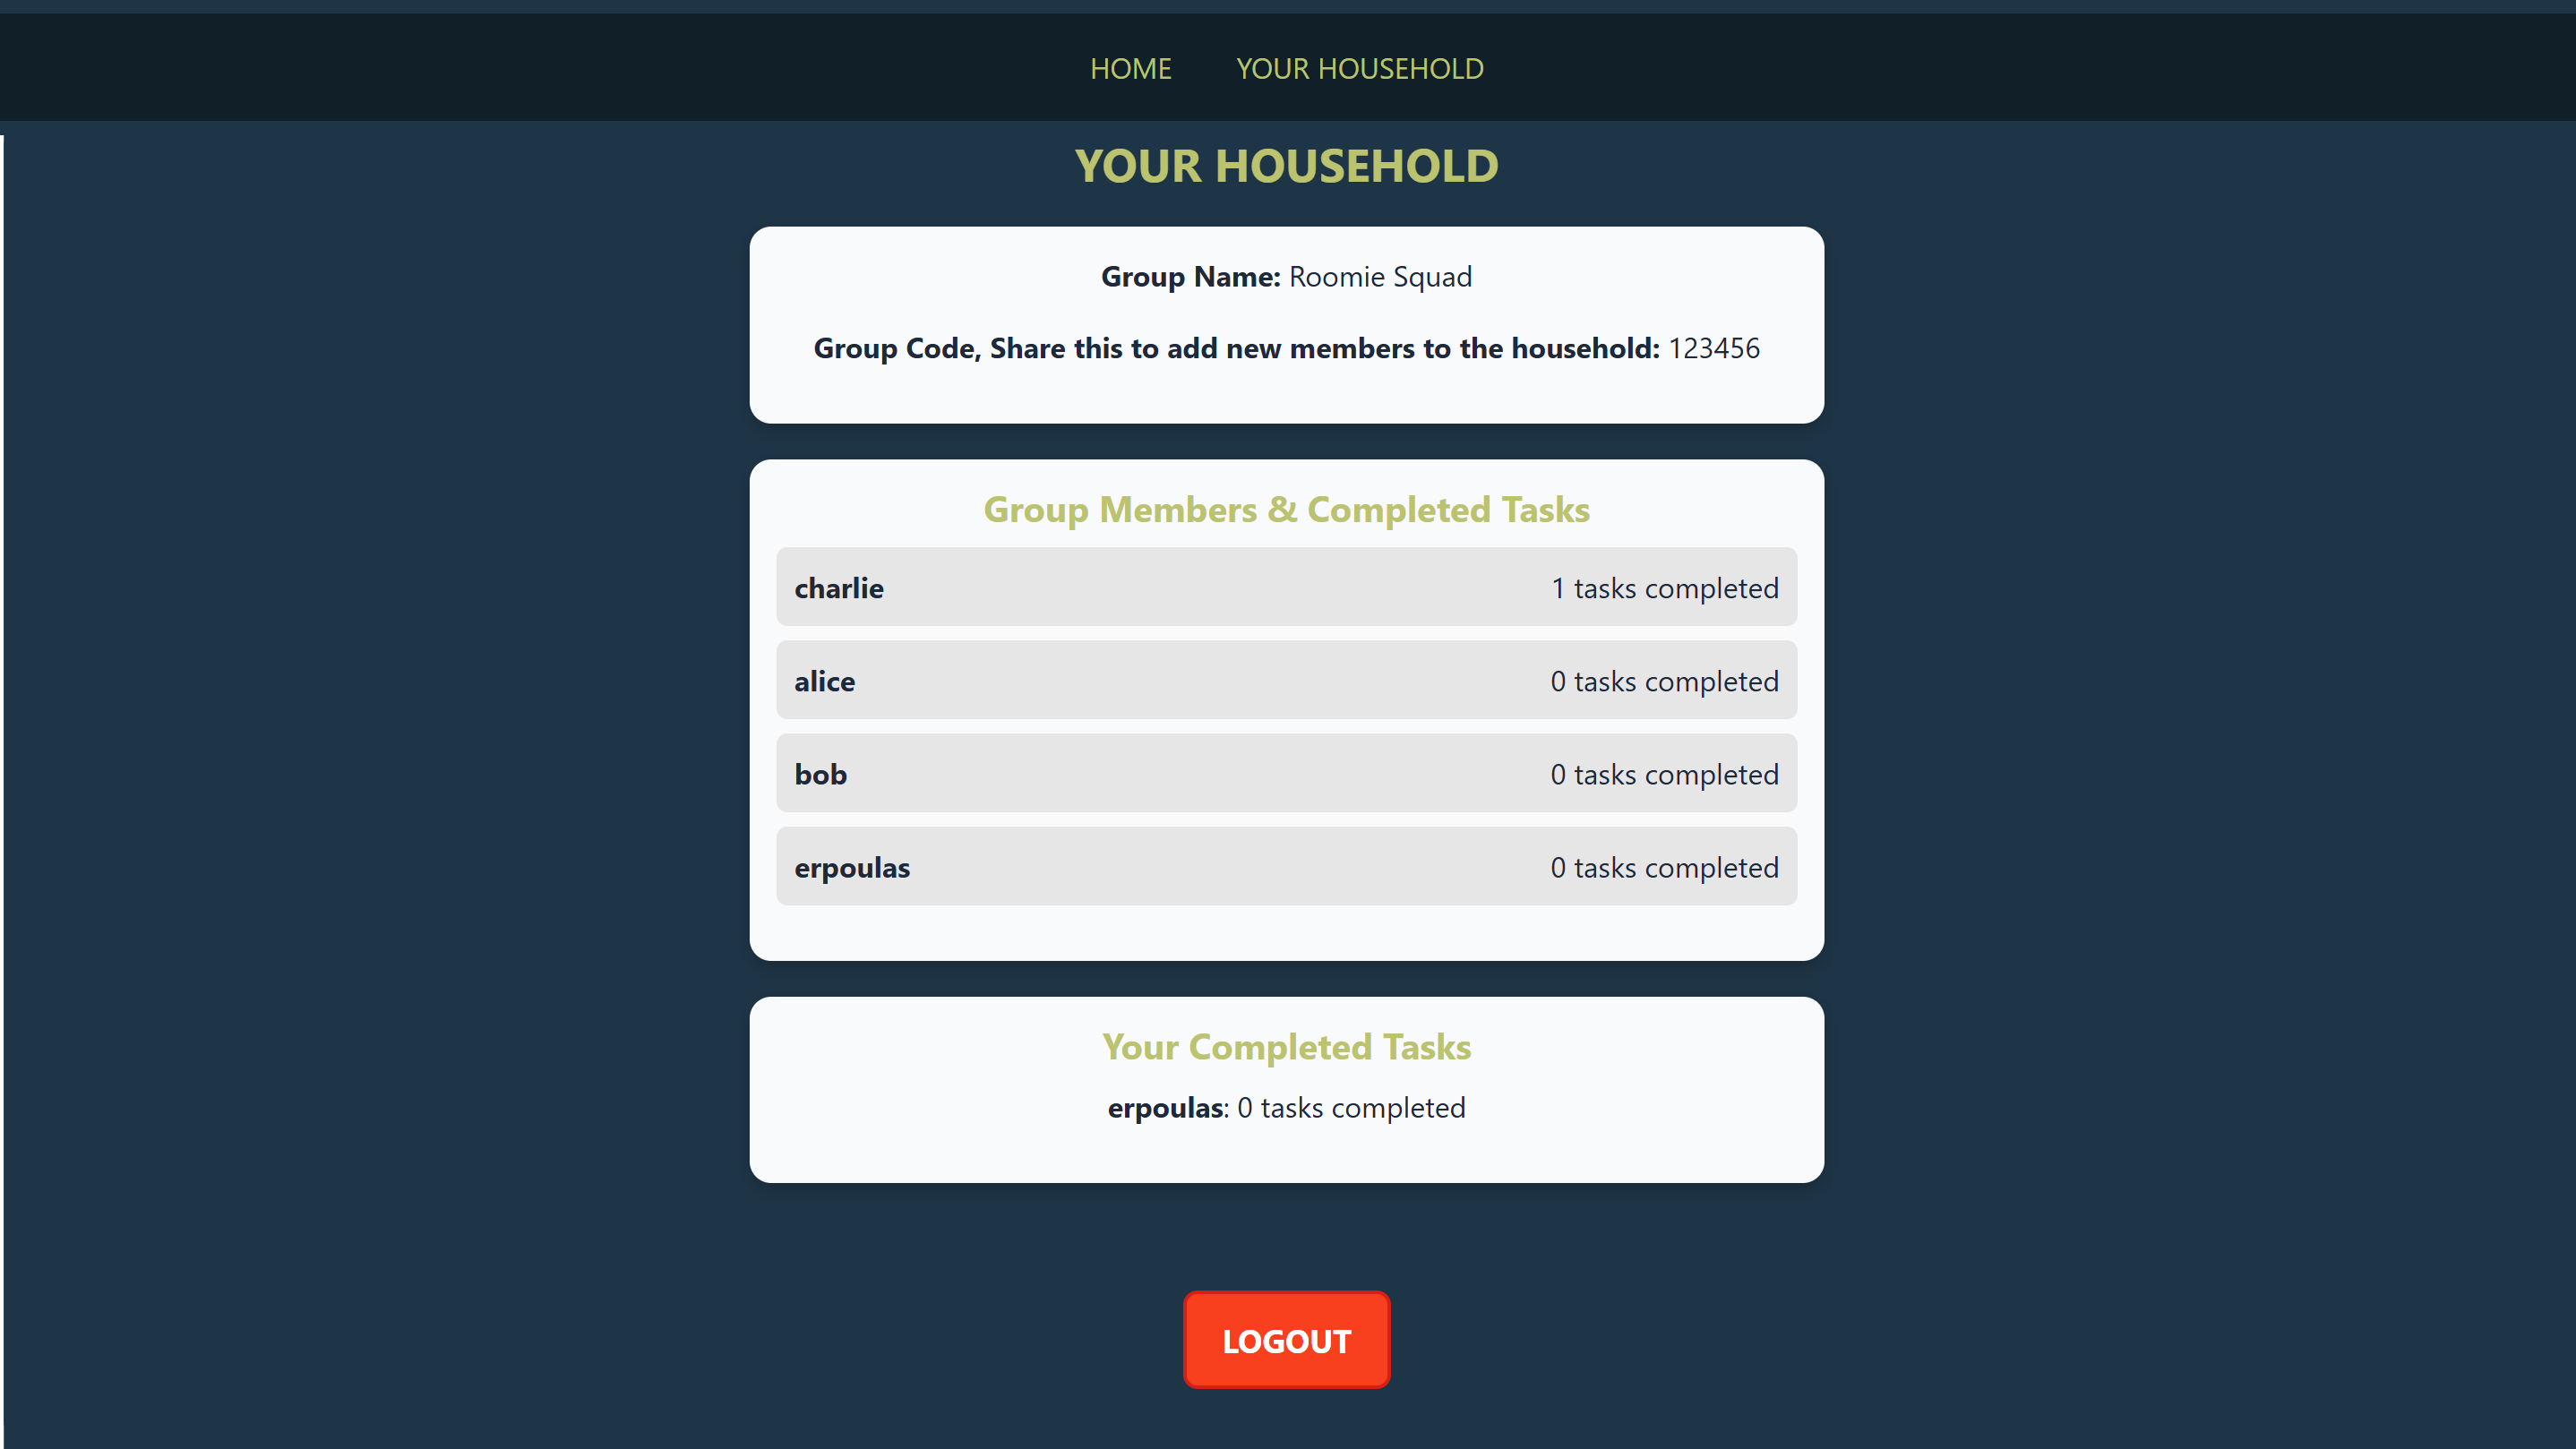 HOME YOUR HOUSEHOLD
YOUR HOUSEHOLD
Group Name: Roomie Squad
Group Code, Share this to add new members to the household: 123456
Group Members & Completed Tasks
charlie 1 tasks completed
alice 0 tasks completed
bob 0 tasks completed
erpoulas 0 tasks completed
Your Completed Tasks
erpoulas: 0 tasks completed
LOGOUT